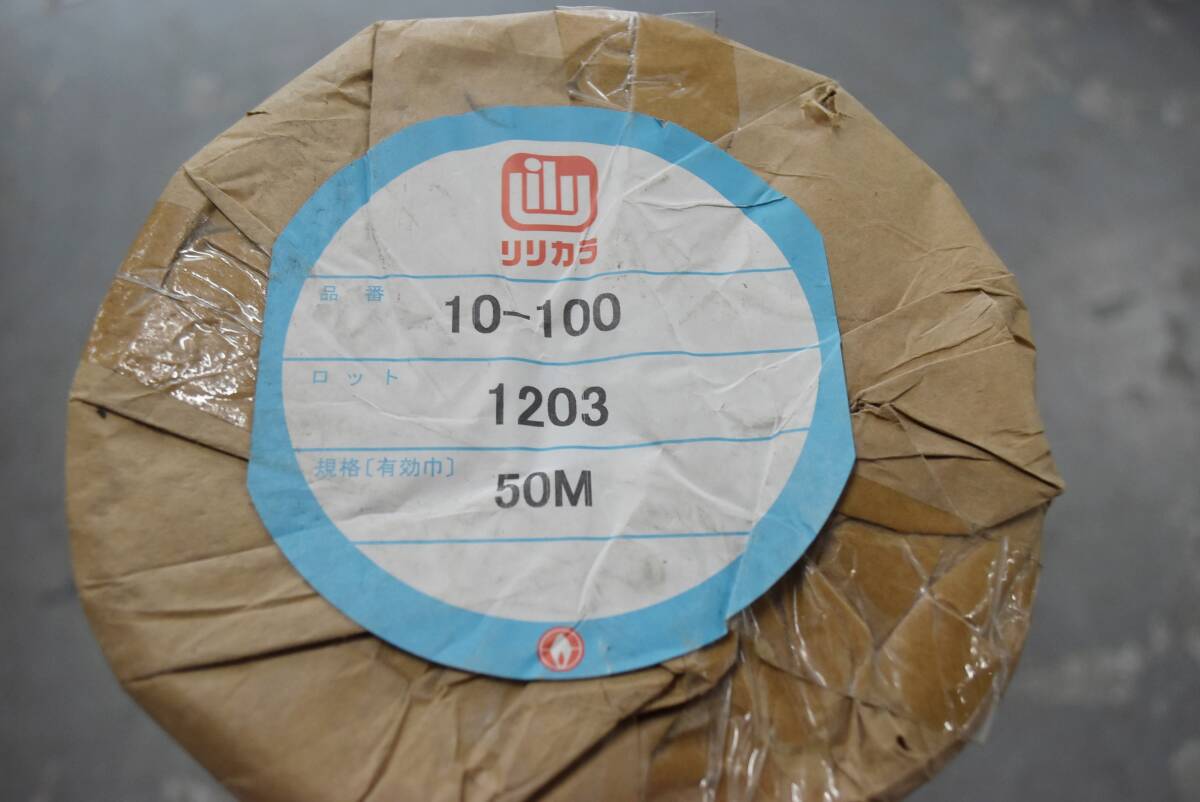 Lily
リリカラ
品番 10-100
ロット 1203
規格〔有効巾〕 50M